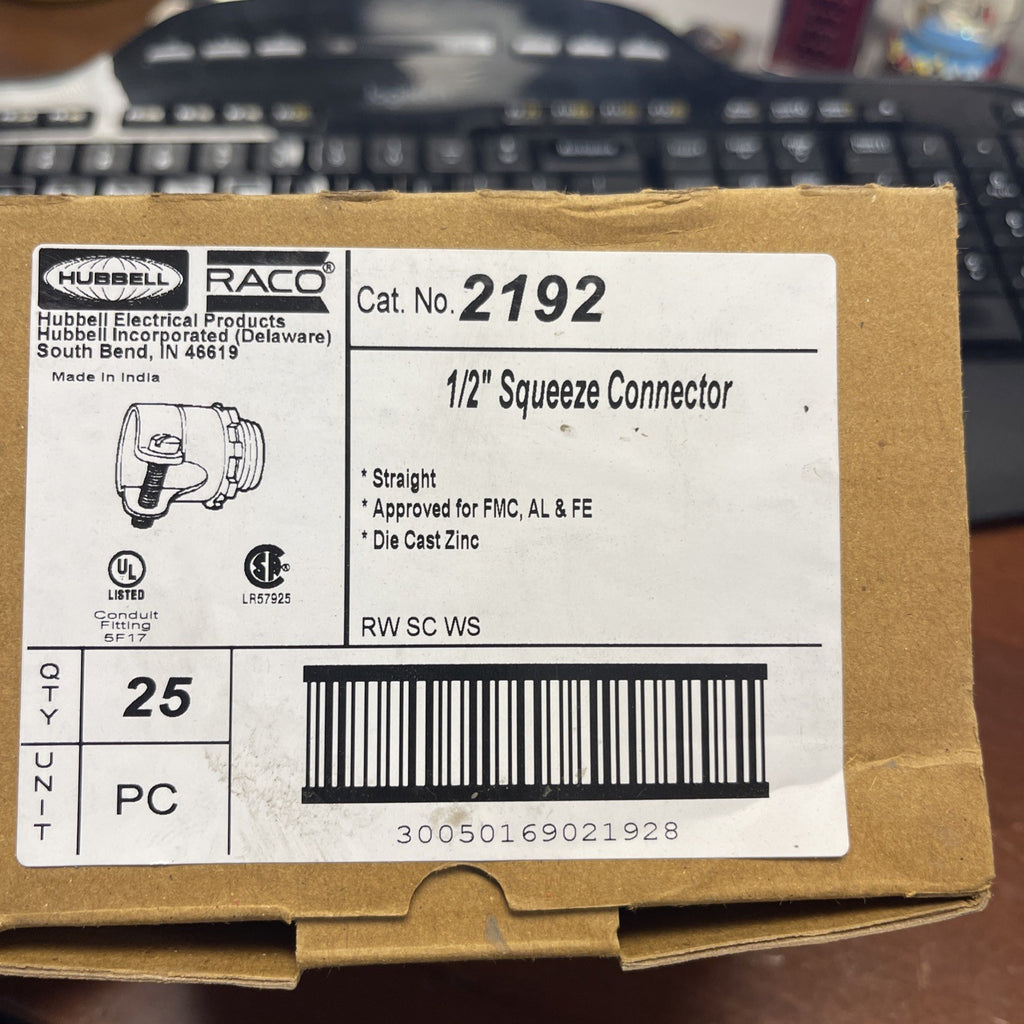 HUBBELL
RACO®
Hubbell Electrical Products
Hubbell Incorporated (Delaware)
South Bend, IN 46619
Made in India
Cat. No. 2192
1/2" Squeeze Connector
* Straight
* Approved for FMC, AL & FE
* Die Cast Zinc
RW SC WS
UL
LISTED
Conduit
Fitting
5F17
SA®
LR57925
QTY
25
UNIT
PC
30050169021928